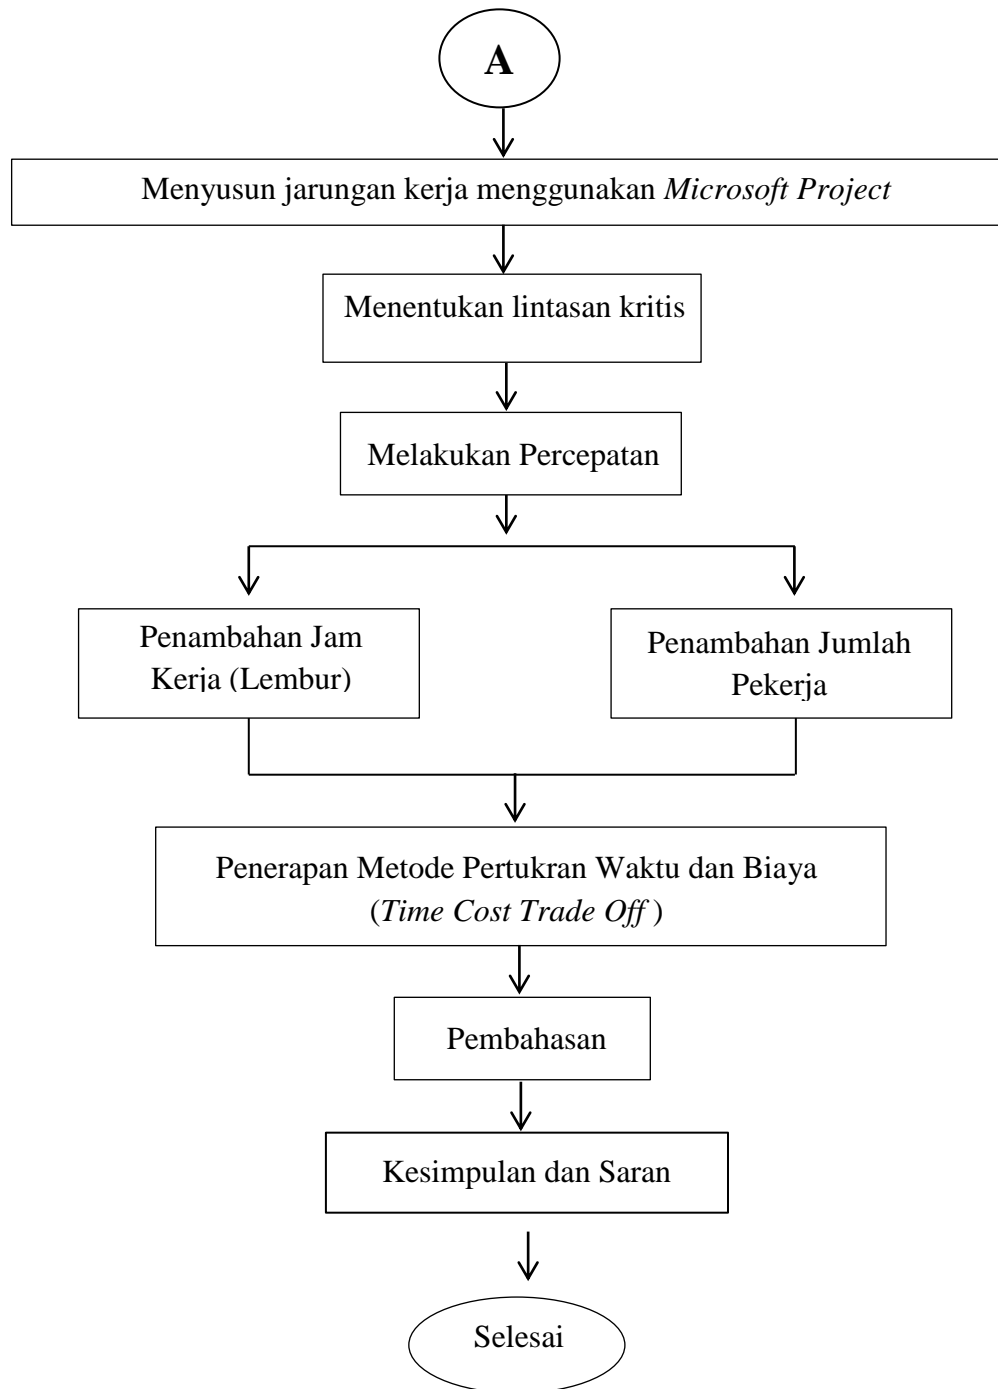 A
Menyusun jarungan kerja menggunakan Microsoft Project
Menentukan lintasan kritis
Melakukan Percepatan
Penambahan Jam
Kerja (Lembur)
Penambahan Jumlah
Pekerja
Penerapan Metode Pertukran Waktu dan Biaya
(Time Cost Trade Off )
Pembahasan
Kesimpulan dan Saran
Selesai